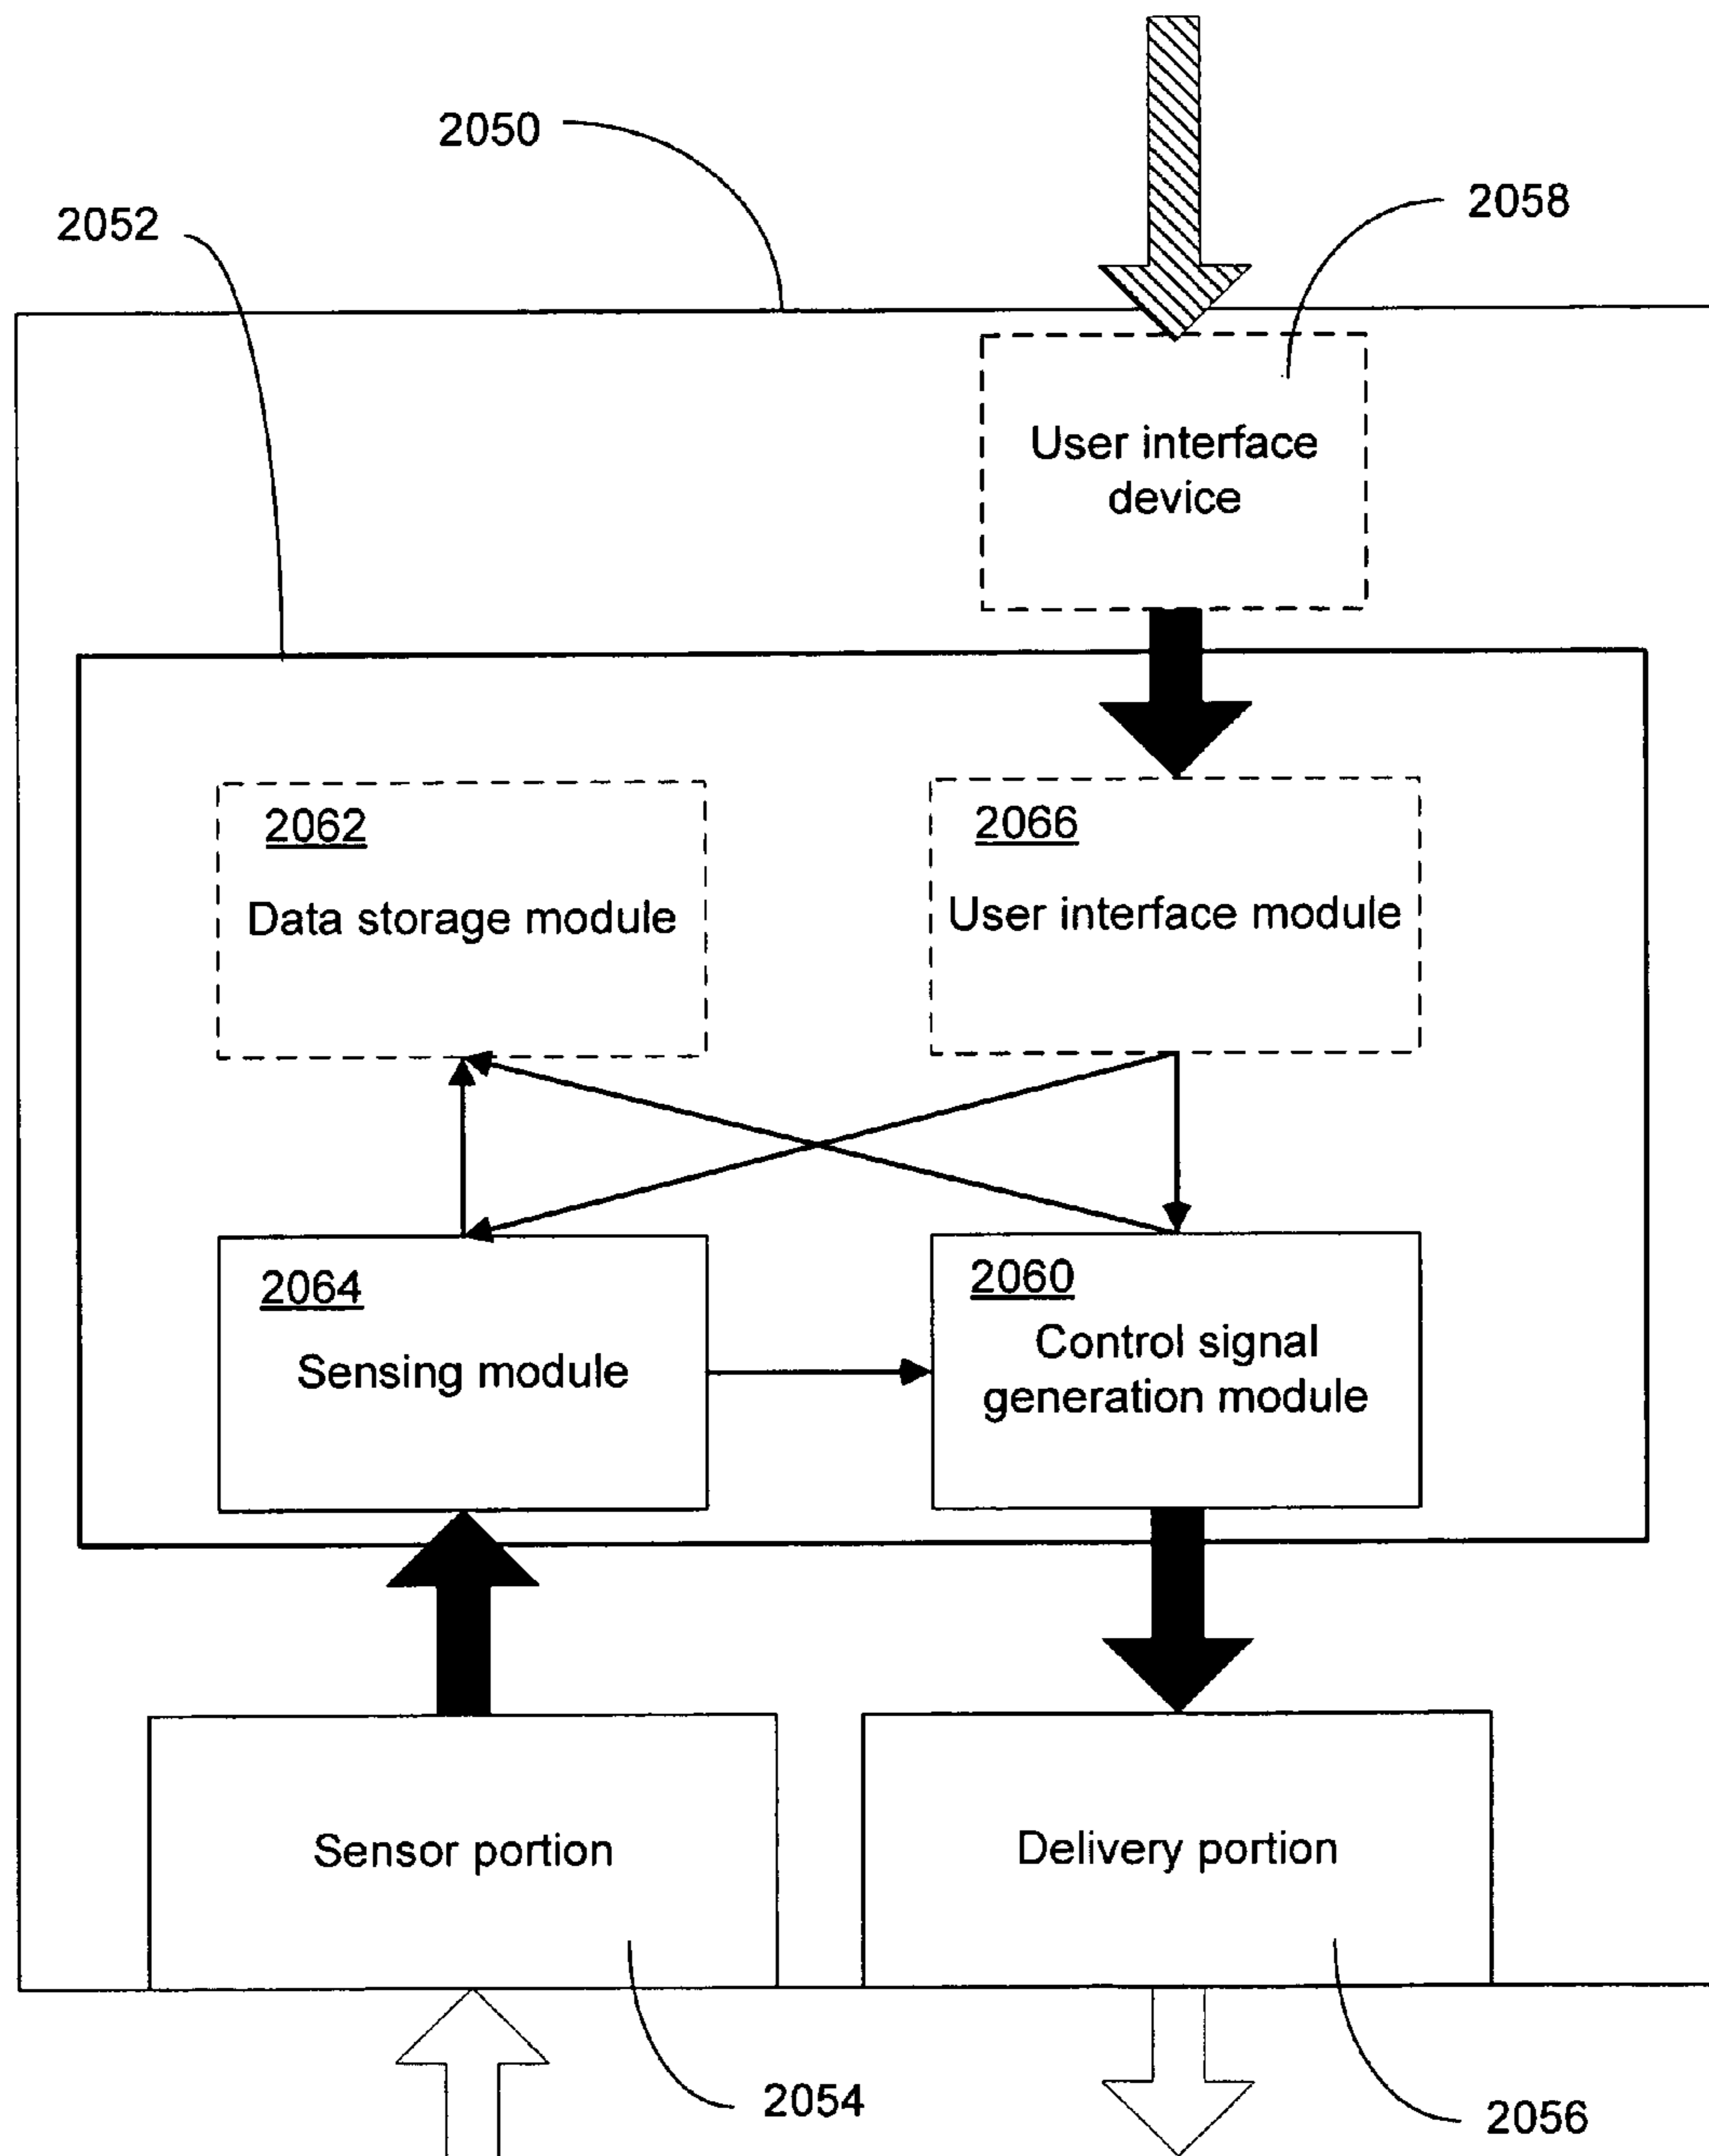 2050
2058
2052
User interface
device
2062
Data storage module
2066
User interface module
2064
Sensing module
2060
Control signal
generation module
Sensor portion
Delivery portion
2054
2056